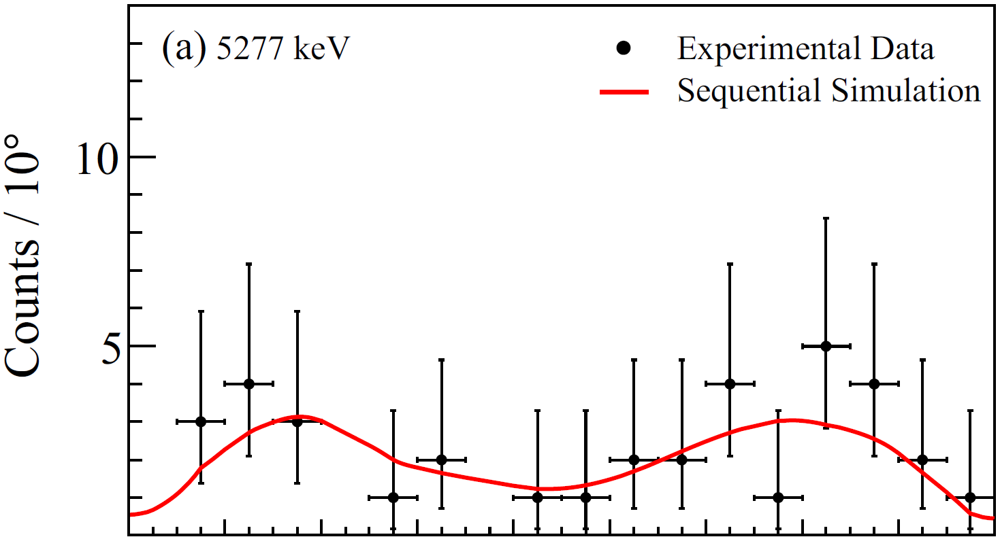 (a) 5277 keV
Experimental Data
Sequential Simulation
Counts / 10°
10
5